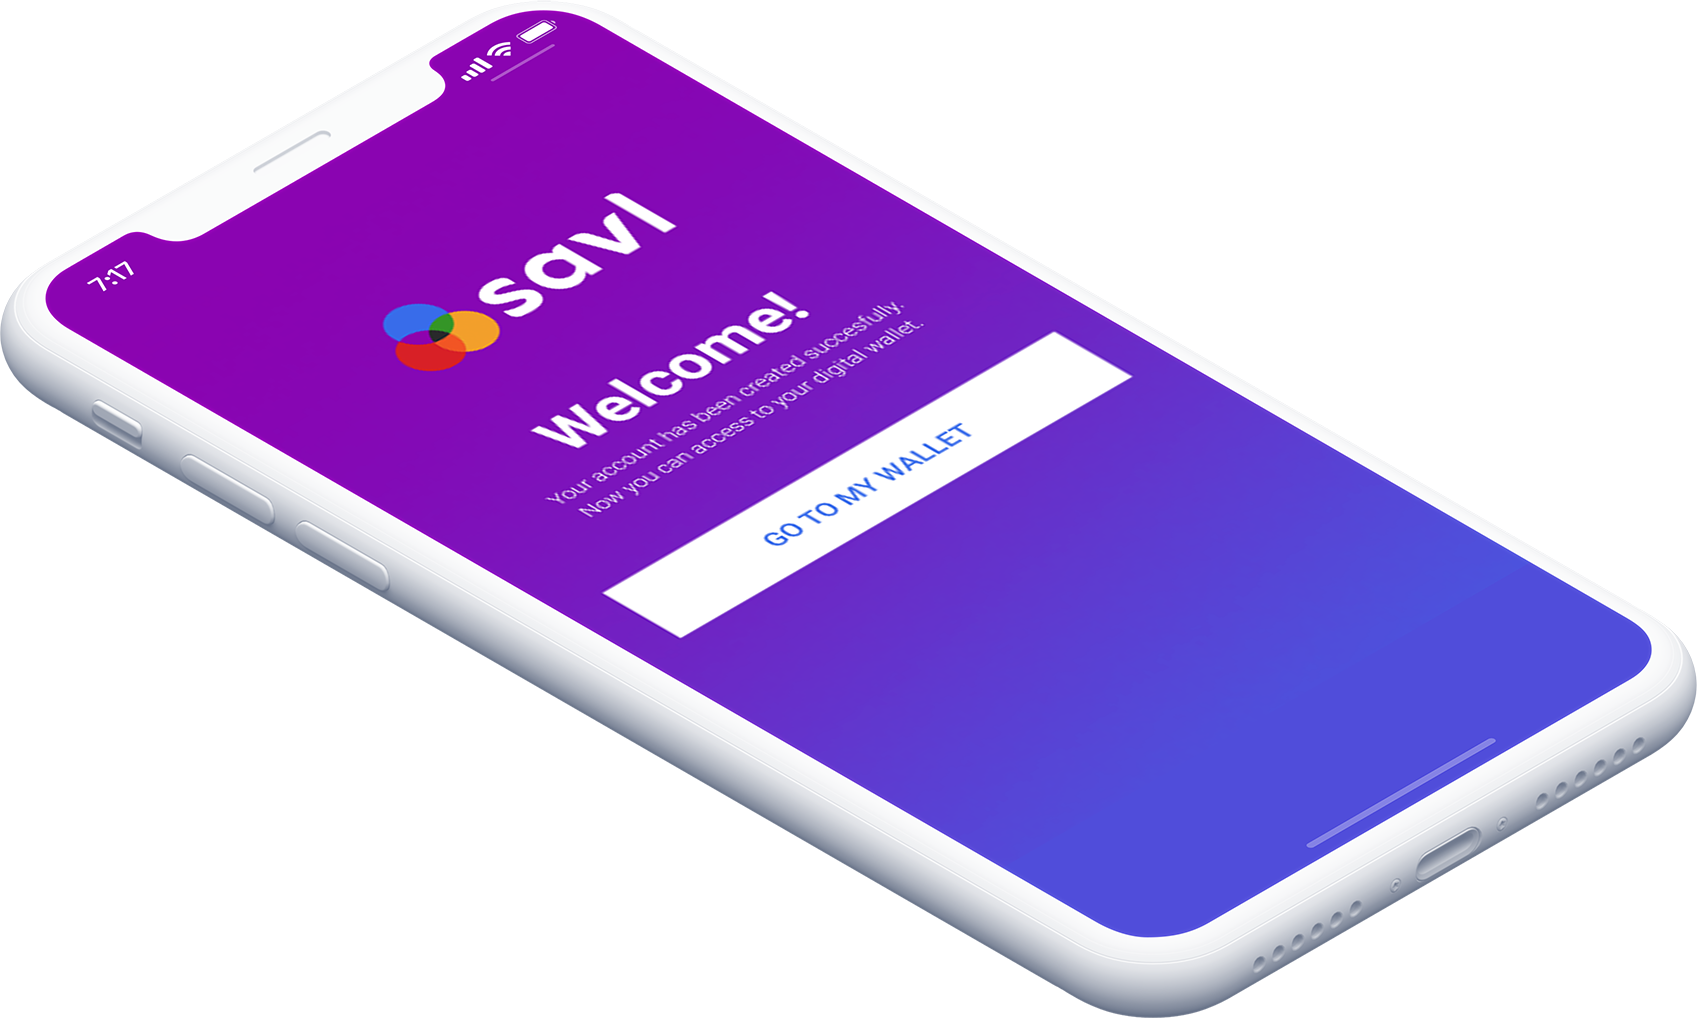 7:17
savl
Welcome!
Your account has been created succesfully.
Now you can access to your digital wallet.
GO TO MY WALLET